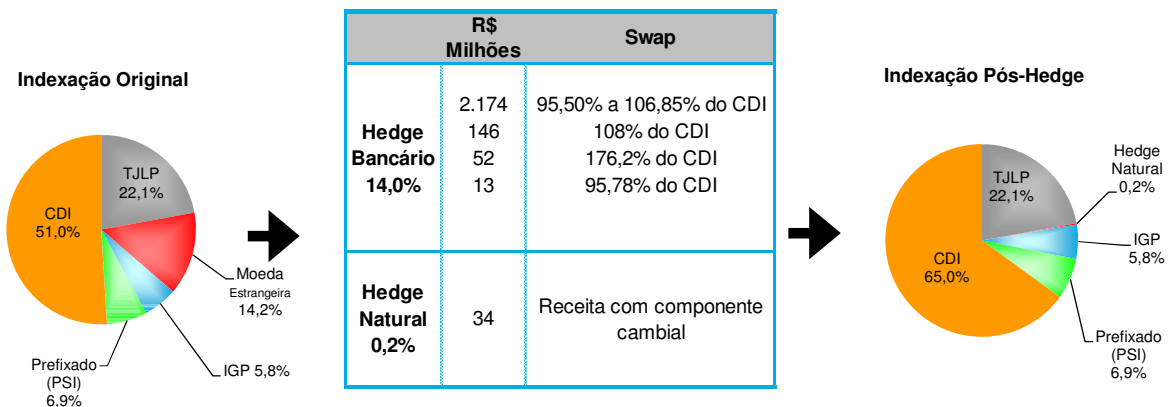 Indexação Original
TJLP
22,1%
CDI
51,0%
Moeda
Estrangeira
14,2%
IGP 5,8%
Prefixado
(PSI)
6,9%
R$
Milhões
Swap
Hedge
Bancário
14,0%
2.174 95,50% a 106,85% do CDI
146 108% do CDI
52 176,2% do CDI
13 95,78% do CDI
Hedge
Natural
0,2%
34
Receita com componente
cambial
Indexação Pós-Hedge
TJLP
22,1%
Hedge
Natural
0,2%
IGP
5,8%
CDI
65,0%
Prefixado
(PSI)
6,9%